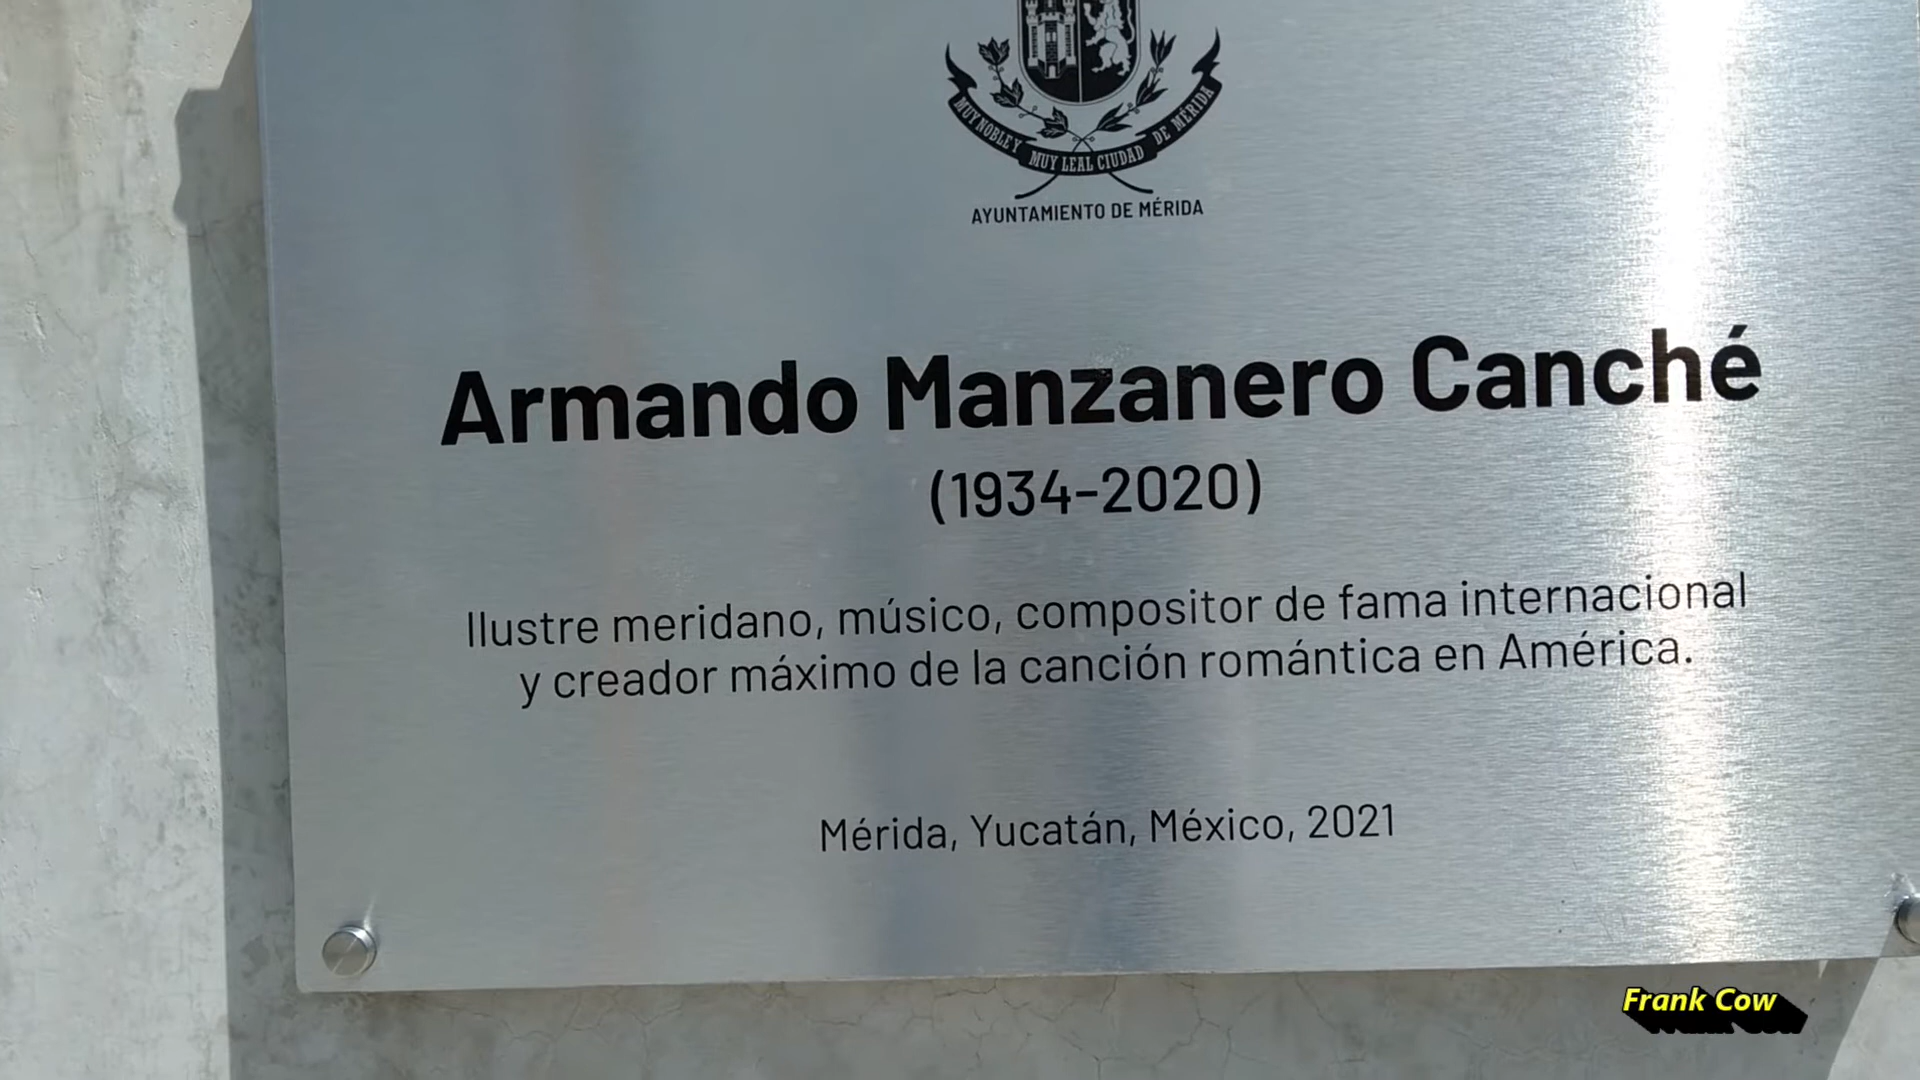 MUY NOBLE Y MUY LEAL CIUDAD DE MÉRIDA
AYUNTAMIENTO DE MÉRIDA
Armando Manzanero Canché
(1934-2020)
Ilustre meridano, músico, compositor de fama internacional
y creador máximo de la canción romántica en América.
Mérida, Yucatán, México, 2021
Frank Cow